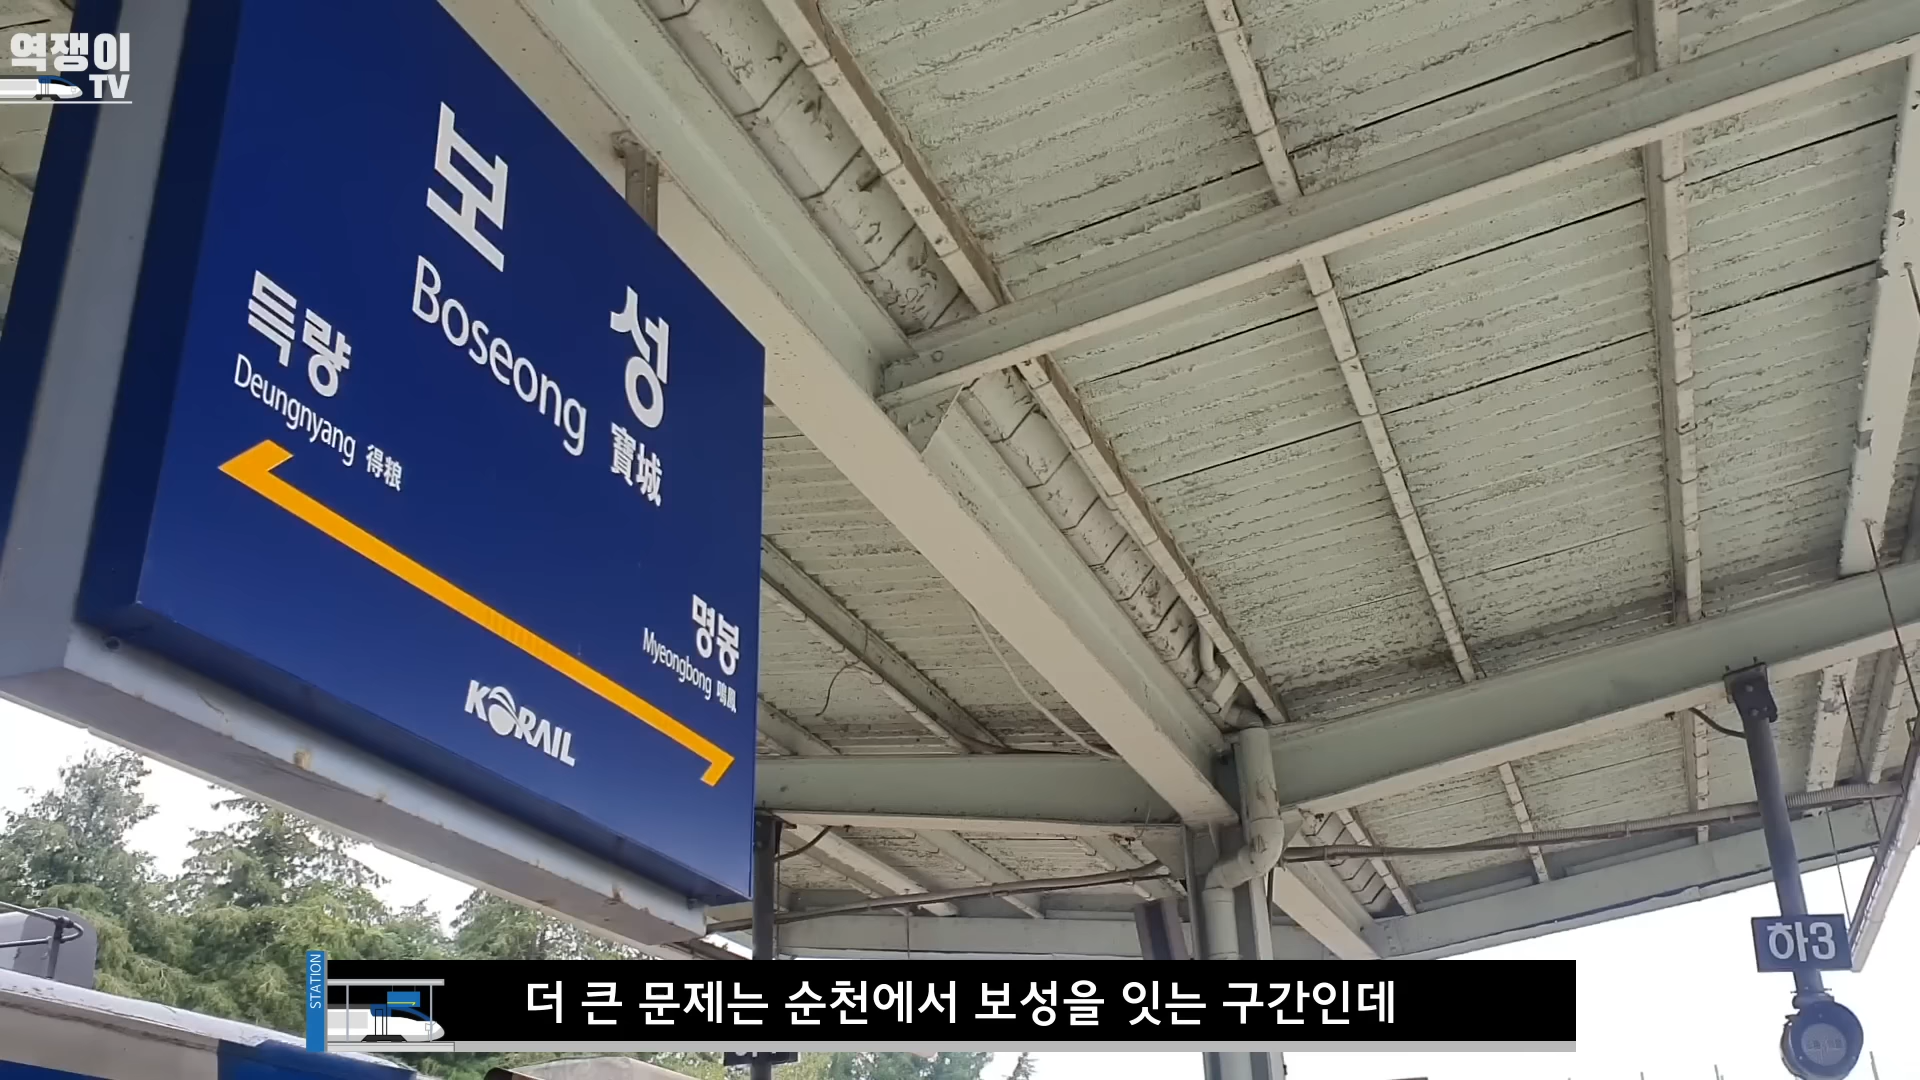 역쟁이
TV
보성
Boseong
寶城
득량
Deungnyang 得粮
명봉
Myeongbong 鳴鳳
KORAIL
하3
STATION
더 큰 문제는 순천에서 보성을 잇는 구간인데